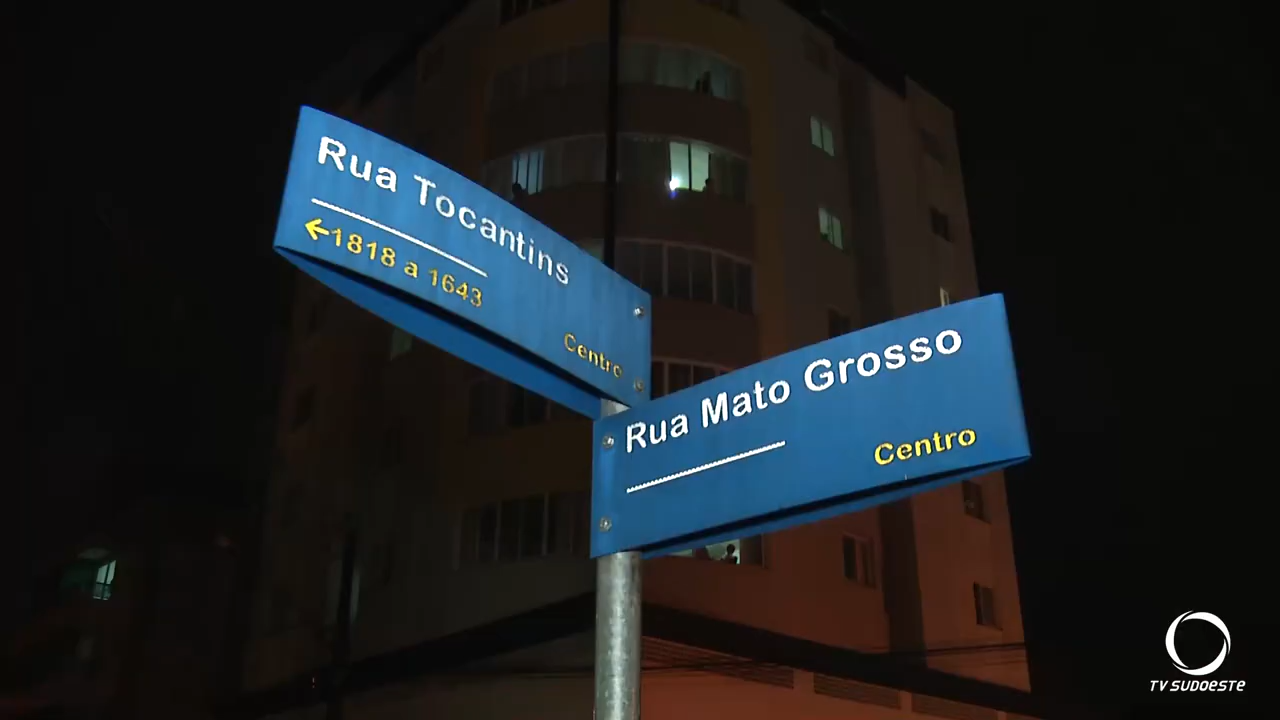 Rua Tocantins
←1818 a 1643
Centro
Rua Mato Grosso
Centro
TV SUDOESTE